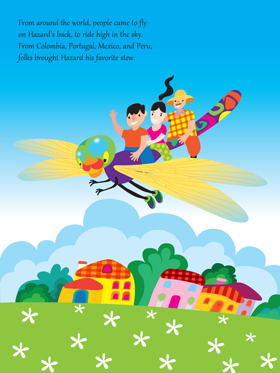 From around the world, people came to fly
on Hazard's back, to ride high in the sky.
From Colombia, Portugal, Mexico, and Peru,
folks brought Hazard his favorite stew.